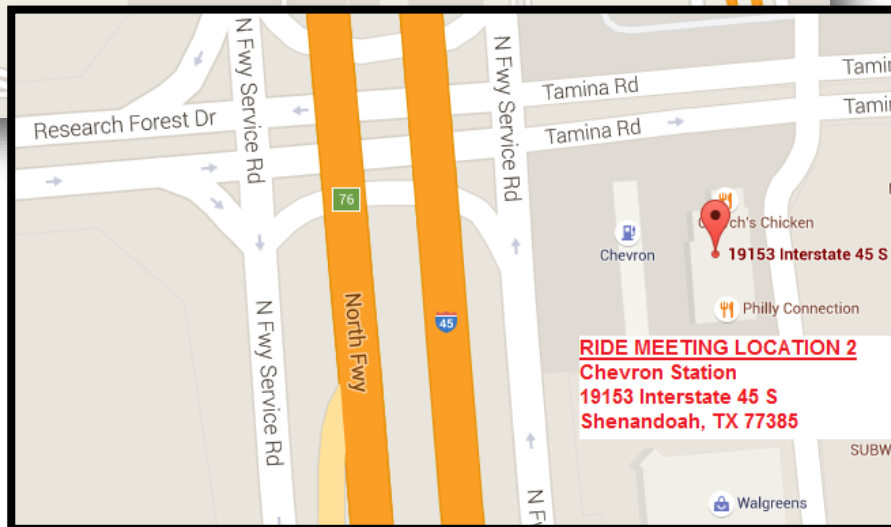 N Fwy Service Rd
N Fwy Service Rd
Tamina Rd
Tamin
Tamina Rd
Tami
Research Forest Dr
76
ch's Chicken
Chevron
19153 Interstate 45 S
Philly Connection
45
North Fwy
N Fwy Service Rd
RIDE MEETING LOCATION 2
Chevron Station
19153 Interstate 45 S
Shenandoah, TX 77385
SUBW
Walgreens
N F